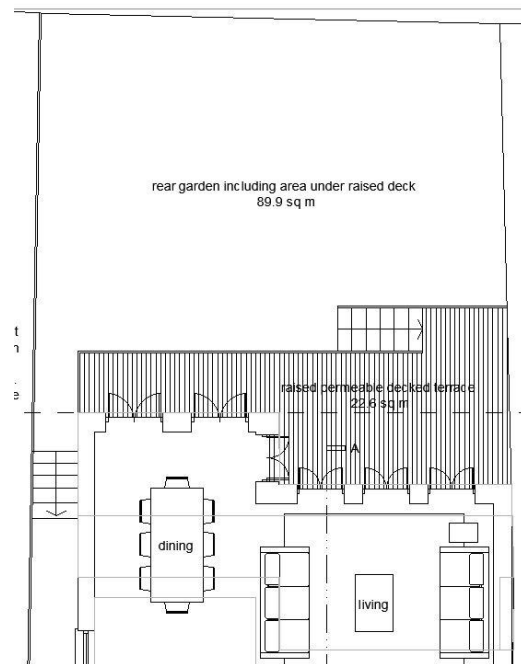 rear garden including area under raised deck
89.9 sq m
raised permeable decked terrace
22.6 sq m
A
dining
living